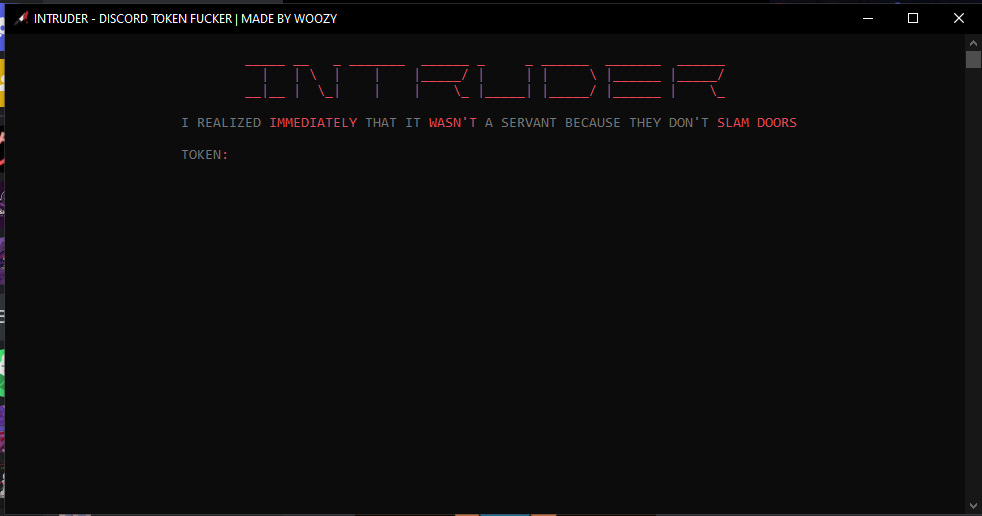 INTRUDER - DISCORD TOKEN FUCKER | MADE BY WOOZY
INTRUDER
I REALIZED IMMEDIATELY THAT IT WASN'T A SERVANT BECAUSE THEY DON'T SLAM DOORS
TOKEN: